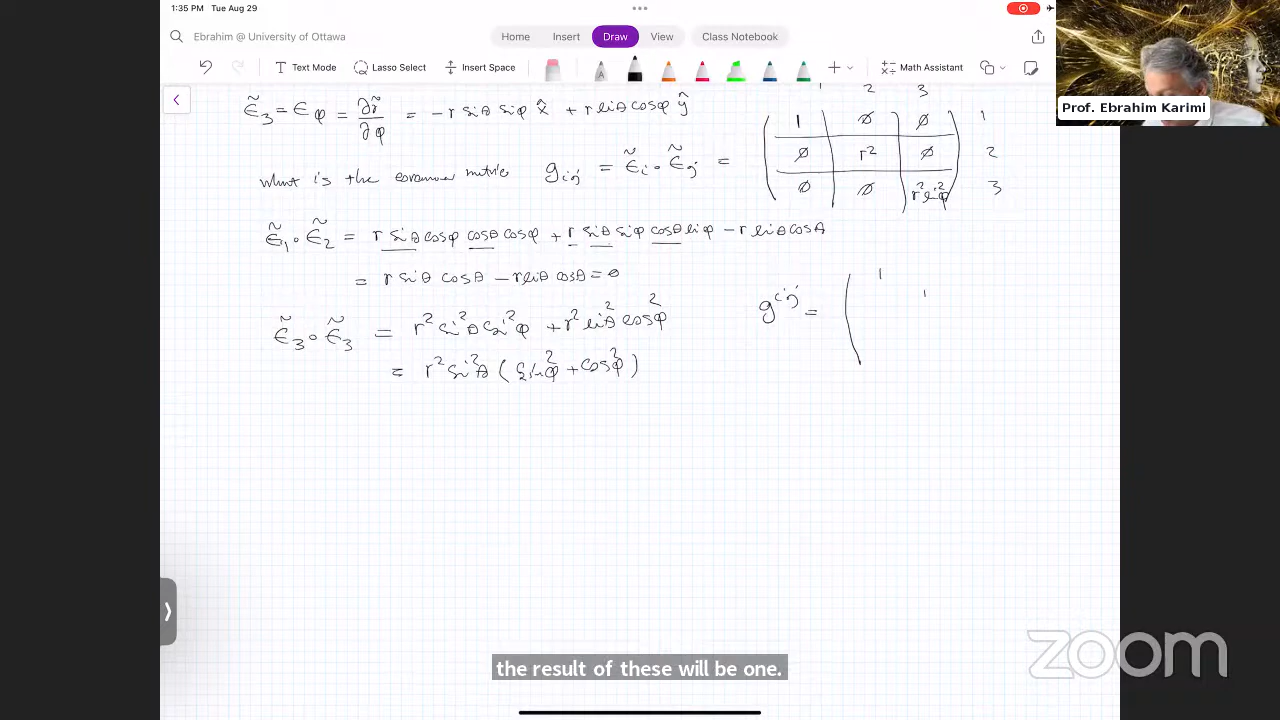 1:35 PM Tue Aug 29
Ebrahim @ University of Ottawa
Home Insert Draw View Class Notebook
Text Mode Lasso Select Insert Space Math Assistant
Prof. Ebrahim Karimi
ẽ₃ = e φ = ∂r̂/∂φ - r sinθ sinφ x̂ + r sinθ cosφ ŷ
What is the metric g_ij = ẽ_i ∘ ẽ_j =
2 3
1 ∅ ∅ 1
∅ r² ∅ 2
∅ ∅ r² sin²φ 3
ẽ₁ ∘ ẽ₂ = r sinθ cosφ cosθ cosφ + r sinθ sinφ cosθ sinφ - r sinθ cosθ
= r sinθ cosθ - r sinθ cosθ = 0
ẽ₃ ∘ ẽ₃ = r² sin²θ sin²φ + r² sin²θ cos²φ
= r² sin²θ ( sin²φ + cos²φ )
g^ij = ( 1
1
the result of these will be one.
zoom